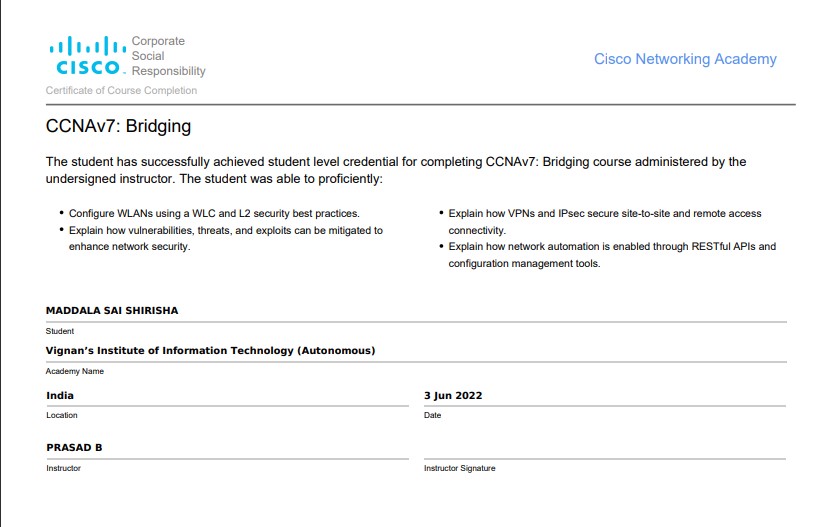 Corporate
Social
Responsibility
CISCO
Cisco Networking Academy
Certificate of Course Completion
CCNAv7: Bridging
The student has successfully achieved student level credential for completing CCNAv7: Bridging course administered by the
undersigned instructor. The student was able to proficiently:
• Configure WLANs using a WLC and L2 security best practices.
• Explain how vulnerabilities, threats, and exploits can be mitigated to
enhance network security.
• Explain how VPNs and IPsec secure site-to-site and remote access
connectivity.
• Explain how network automation is enabled through RESTful APIs and
configuration management tools.
MADDALA SAI SHIRISHA
Student
Vignan's Institute of Information Technology (Autonomous)
Academy Name
India
Location
3 Jun 2022
Date
PRASAD B
Instructor
Instructor Signature